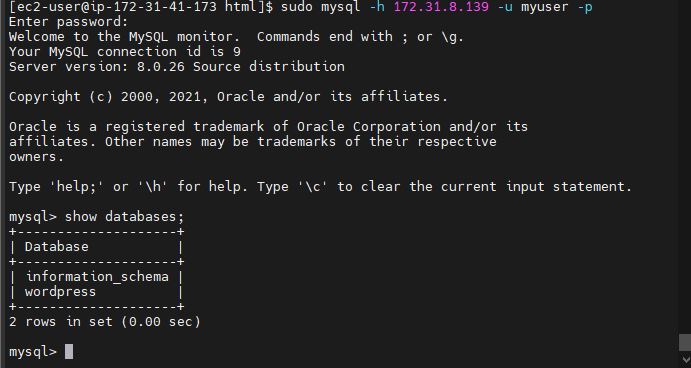 [ec2-user@ip-172-31-41-173 html]$ sudo mysql -h 172.31.8.139 -u myuser -p
Enter password:
Welcome to the MySQL monitor.  Commands end with ; or \g.
Your MySQL connection id is 9
Server version: 8.0.26 Source distribution

Copyright (c) 2000, 2021, Oracle and/or its affiliates.

Oracle is a registered trademark of Oracle Corporation and/or its
affiliates. Other names may be trademarks of their respective
owners.

Type 'help;' or '\h' for help. Type '\c' to clear the current input statement.

mysql> show databases;
+--------------------+
| Database           |
+--------------------+
| information_schema |
| wordpress          |
+--------------------+
2 rows in set (0.00 sec)

mysql>